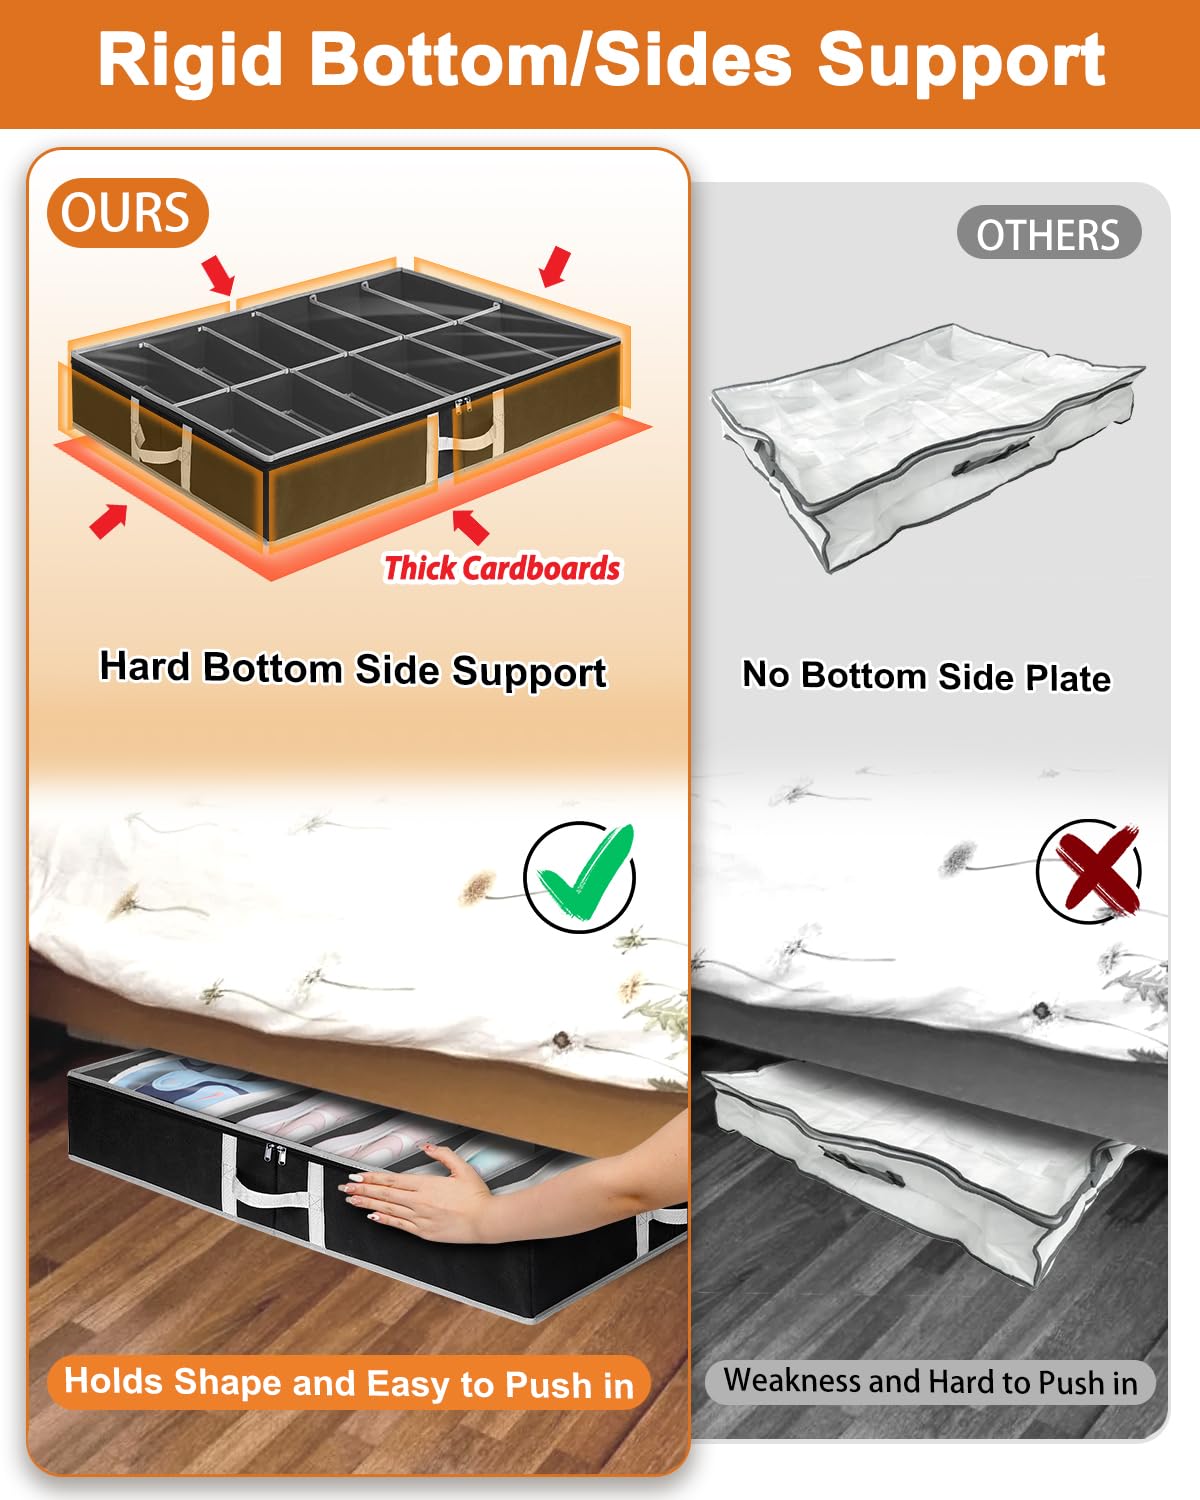 Rigid Bottom/Sides Support
OURS
OTHERS
Thick Cardboards
Hard Bottom Side Support
No Bottom Side Plate
Holds Shape and Easy to Push in
Weakness and Hard to Push in